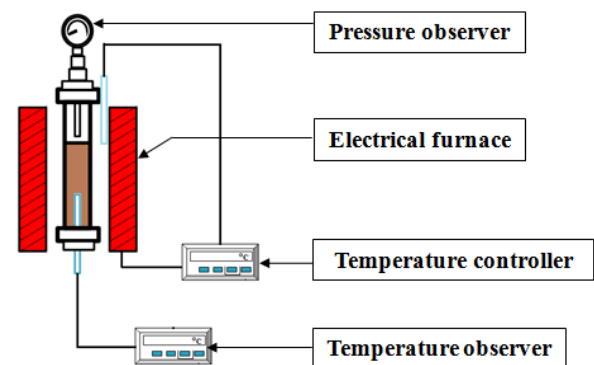 Pressure observer
Electrical furnace
°C
Temperature controller
°C
Temperature observer